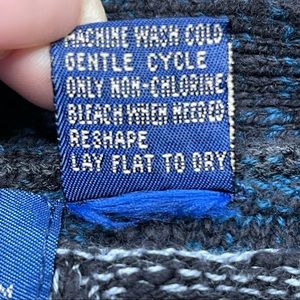 MACHINE WASH COLD
GENTLE CYCLE
ONLY NON-CHLORINE
BLEACH WHEN NEEDED
RESHAPE
LAY FLAT TO DRY